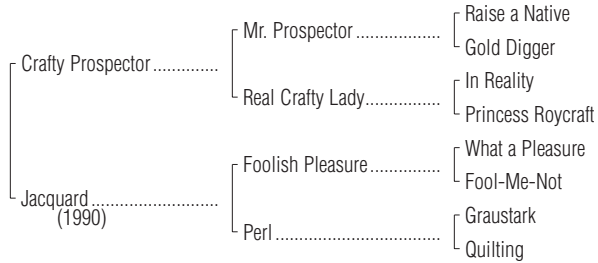 Raise a Native
Mr. Prospector ..................
Gold Digger
Crafty Prospector ..............
In Reality
Real Crafty Lady................
Princess Roycraft
What a Pleasure
Foolish Pleasure ...............
Fool-Me-Not
Jacquard ...........................
(1990)
Graustark
Perl ...................................
Quilting